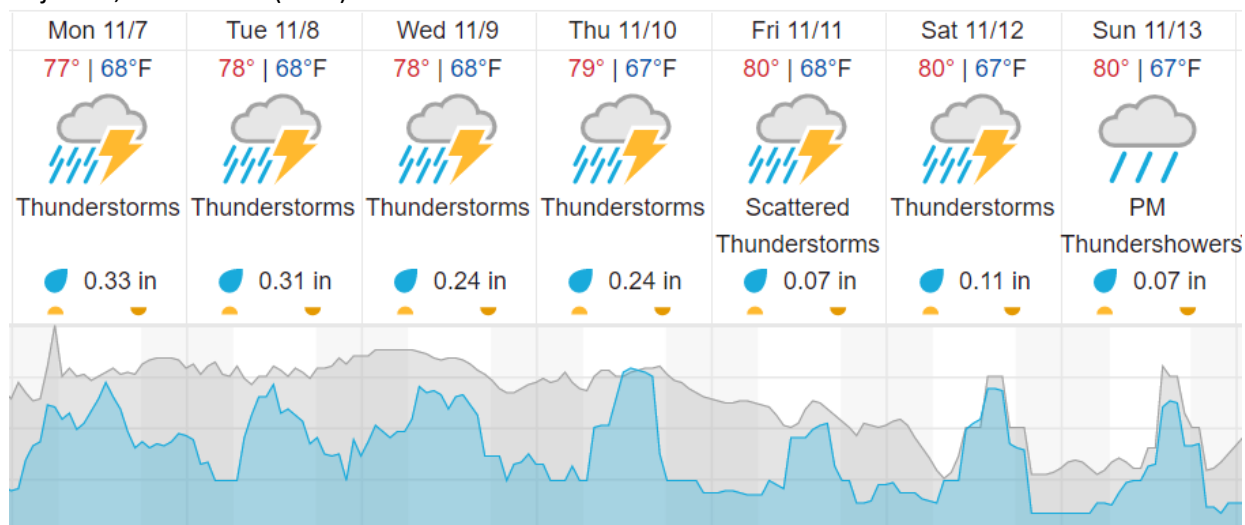 Mon 11/7 Tue 11/8 Wed 11/9 Thu 11/10 Fri 11/11 Sat 11/12 Sun 11/13
77° | 68°F 78° | 68°F 78° | 68°F 79° | 67°F 80° | 68°F 80° | 67°F 80° | 67°F
Thunderstorms Thunderstorms Thunderstorms Thunderstorms Scattered Thunderstorms PM
Thunderstorms Thundershowers
0.33 in 0.31 in 0.24 in 0.24 in 0.07 in 0.11 in 0.07 in